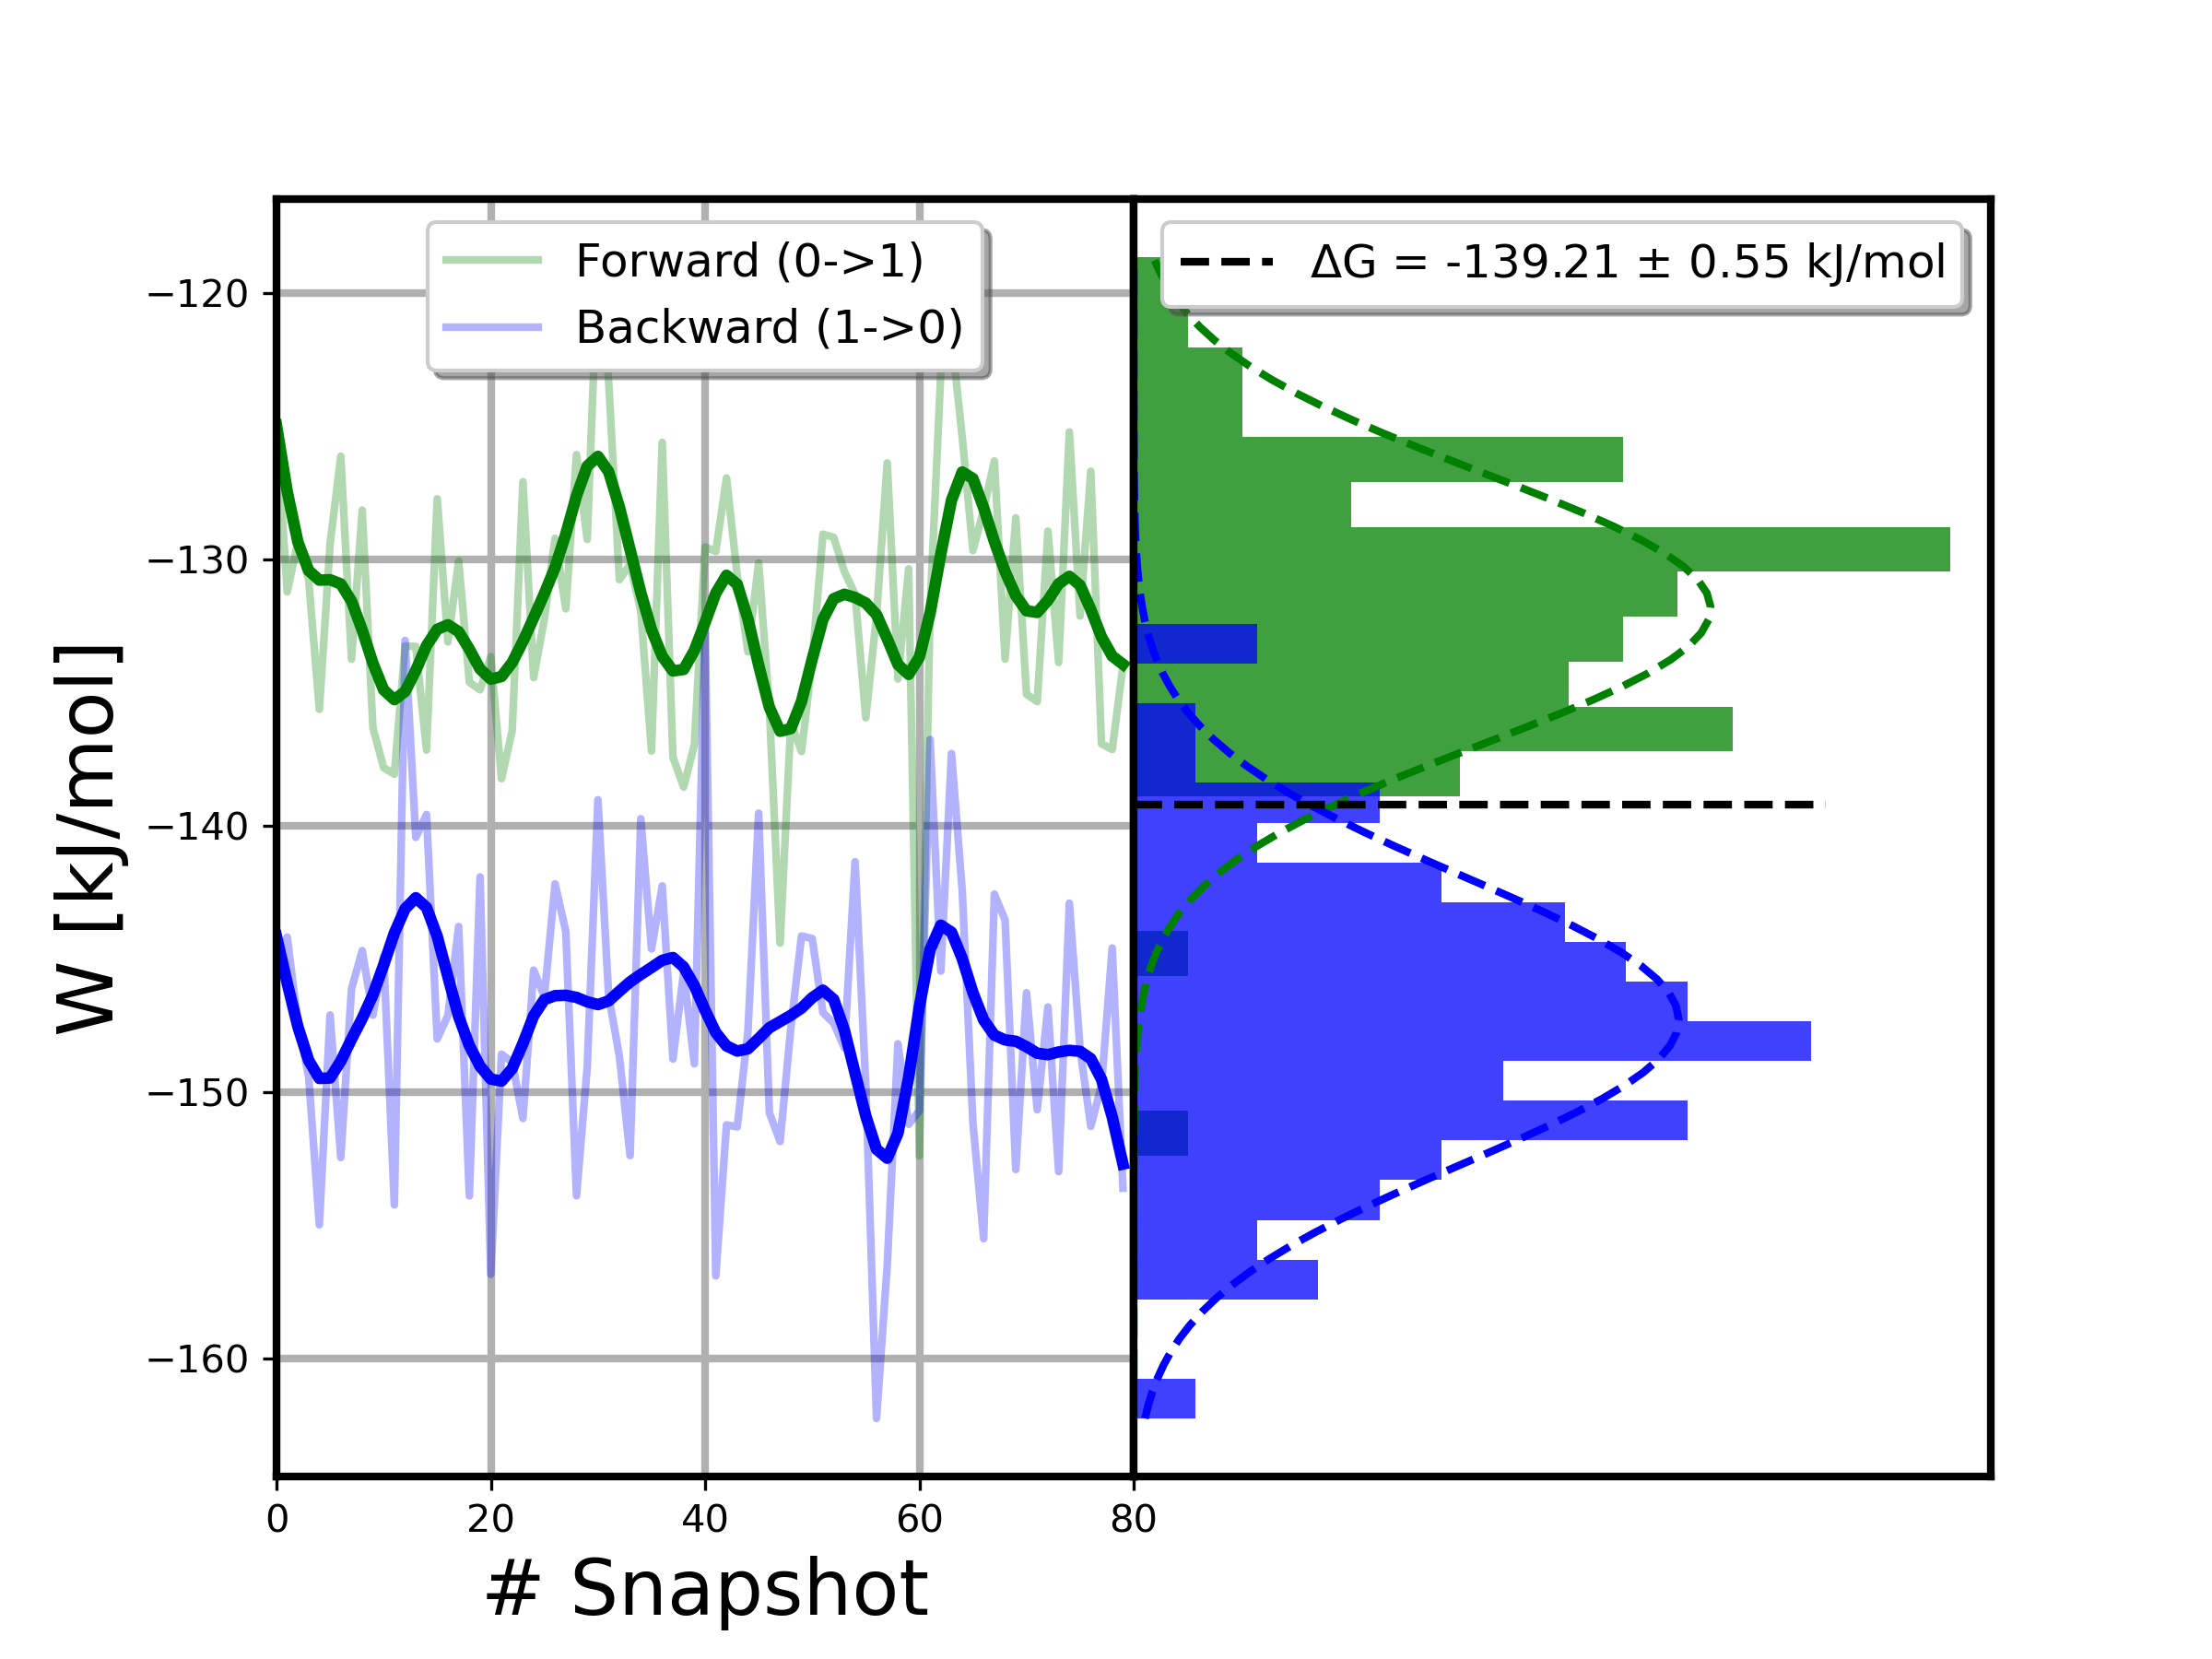 Forward (0->1)
Backward (1->0)
ΔG = -139.21 ± 0.55 kJ/mol
−120
−130
−140
−150
−160
W [kJ/mol]
0 20 40 60 80
# Snapshot